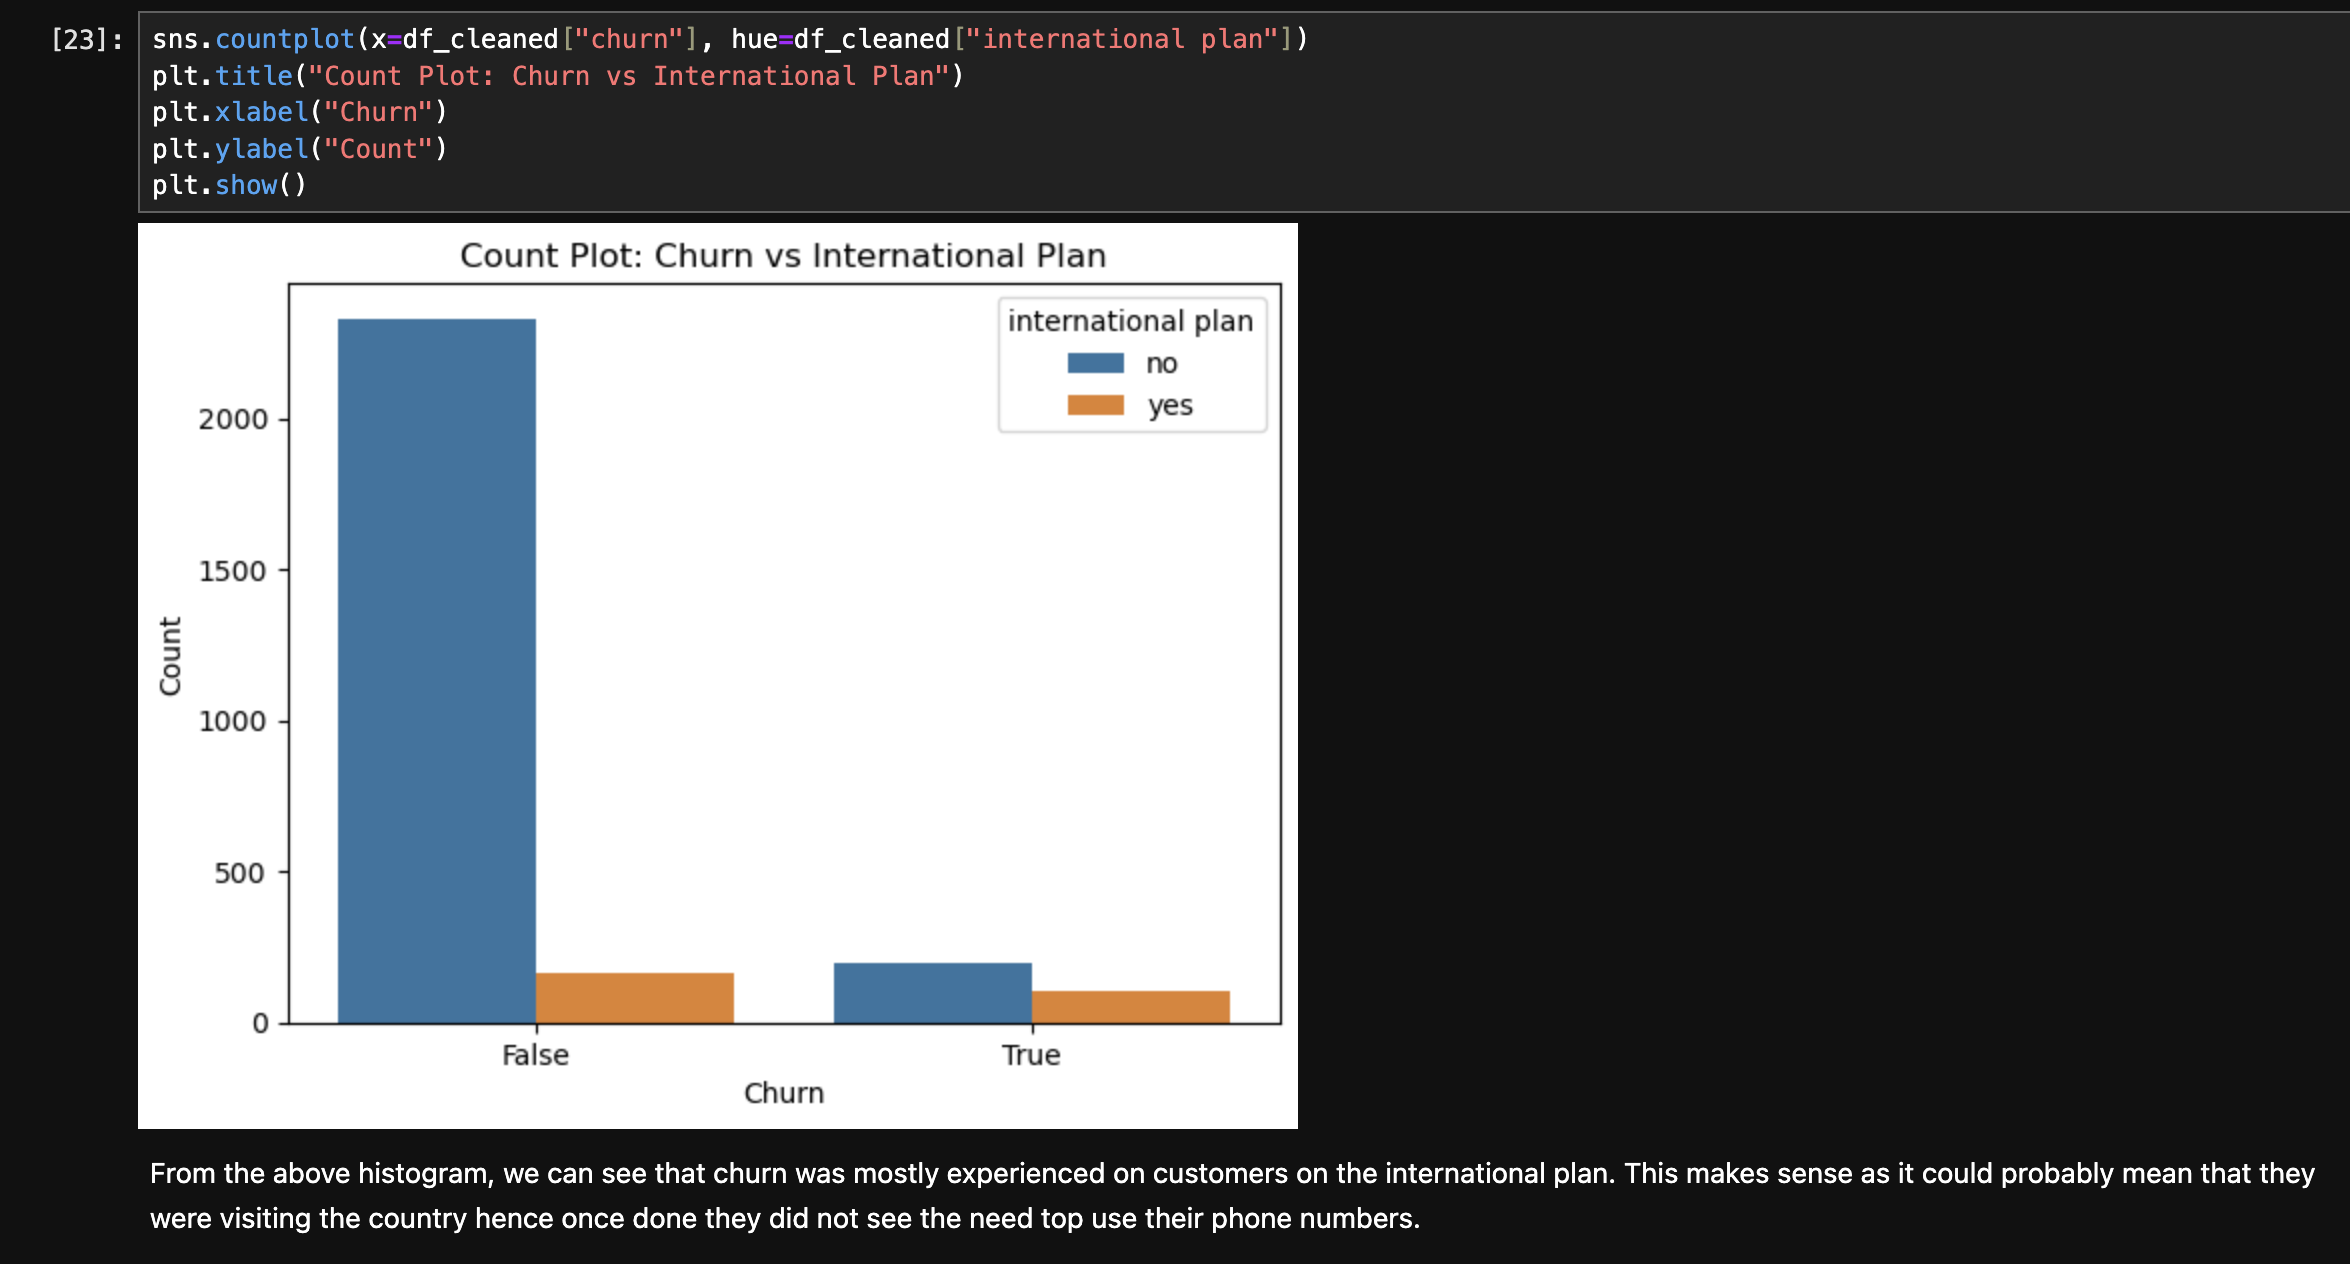 [23]: sns.countplot(x=df_cleaned["churn"], hue=df_cleaned["international plan"])
plt.title("Count Plot: Churn vs International Plan")
plt.xlabel("Churn")
plt.ylabel("Count")
plt.show()
Count Plot: Churn vs International Plan
international plan
no
yes
2000
1500
1000
500
0
Count
False
True
Churn
From the above histogram, we can see that churn was mostly experienced on customers on the international plan. This makes sense as it could probably mean that they
were visiting the country hence once done they did not see the need top use their phone numbers.